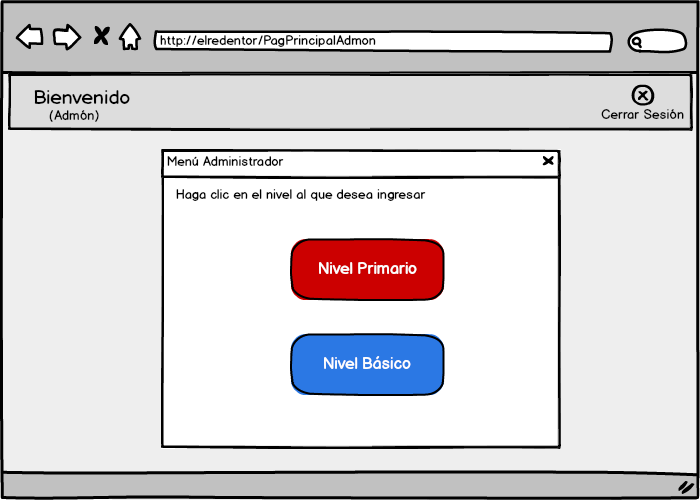 http://elredentor/PagPrincipalAdmon
Bienvenido
(Admón)
Cerrar Sesión
Menú Administrador
Haga clic en el nivel al que desea ingresar
Nivel Primario
Nivel Básico